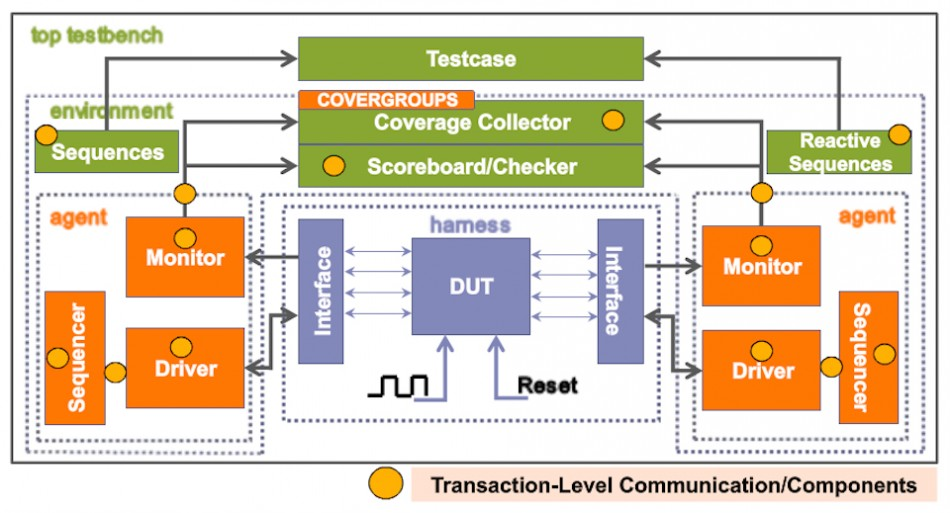 top testbench
Testcase
environment
COVERGROUPS
Coverage Collector
Sequences
Reactive
Sequences
Scoreboard/Checker
agent
harness
agent
Monitor
Interface
DUT
Interface
Monitor
Sequencer
Driver
Reset
Driver
Sequencer
Transaction-Level Communication/Components